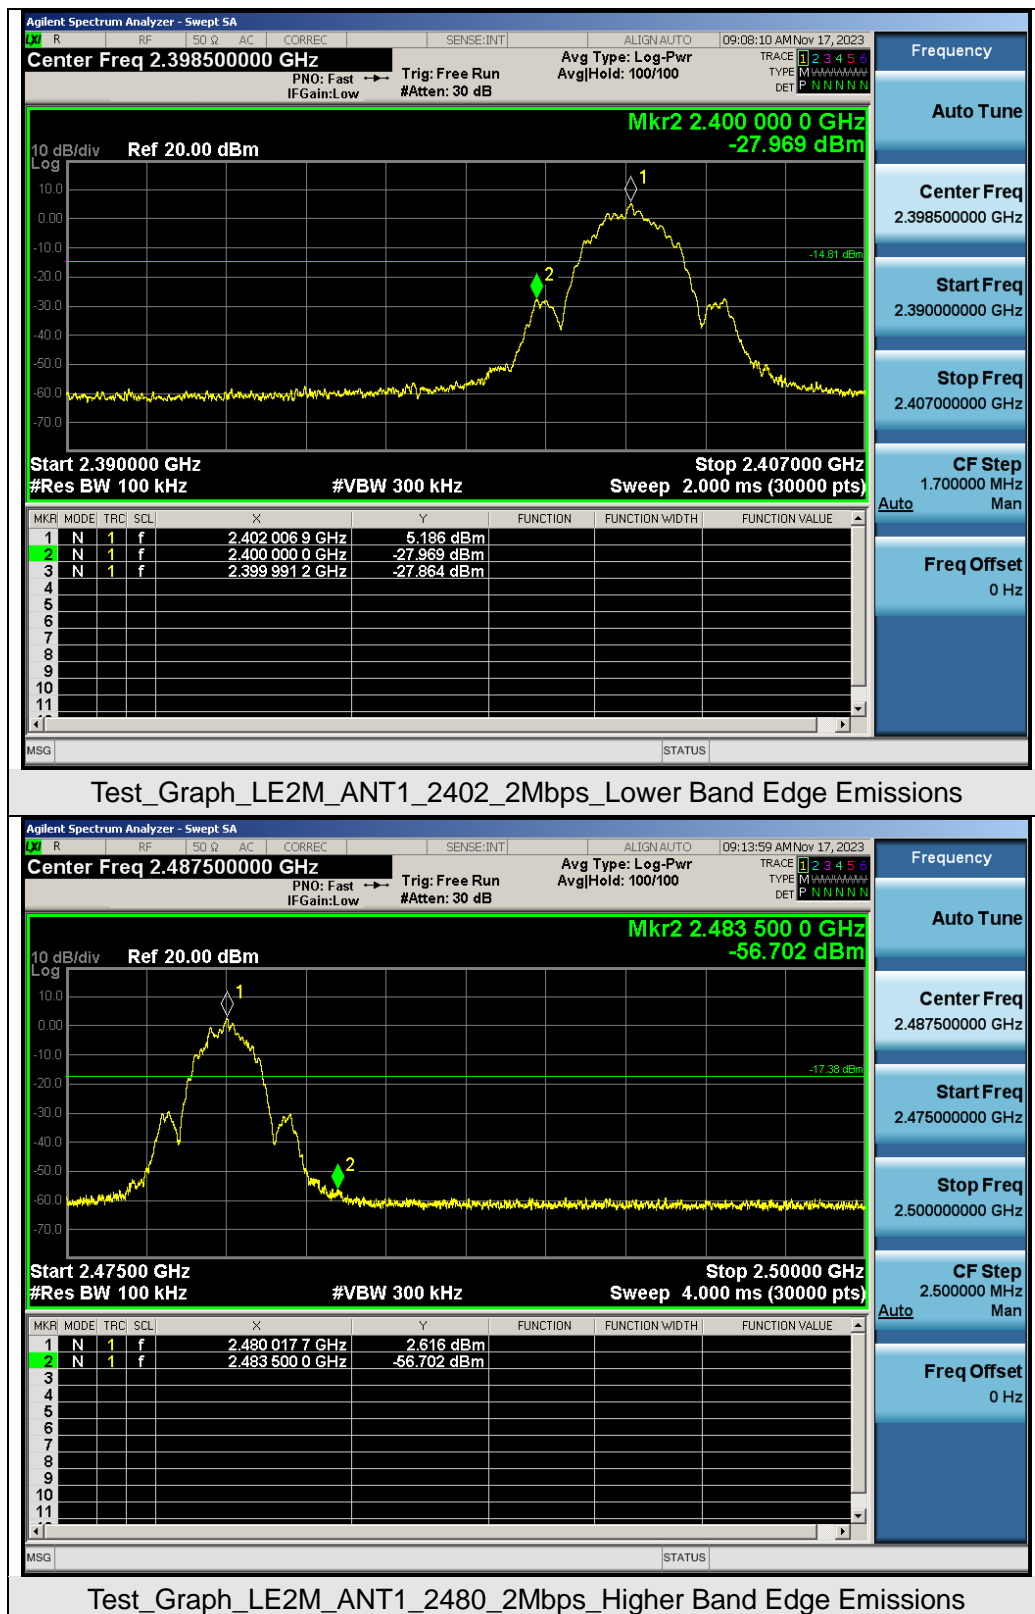 Agilent Spectrum Analyzer - Swept SA
LXI R RF 50 Ω AC CORREC SENSE:INT ALIGN AUTO 09:08:10 AM Nov 17, 2023
Center Freq 2.398500000 GHz
PNO: Fast
IFGain:Low
Trig: Free Run
#Atten: 30 dB
Avg Type: Log-Pwr
Avg|Hold: 100/100
TRACE 1 2 3 4 5 6
TYPE M WWWWW
DET P N N N N N
Mkr2 2.400 000 0 GHz
-27.969 dBm
10 dB/div Ref 20.00 dBm
Log
10.0
0.00
-10.0
-20.0
-30.0
-40.0
-50.0
-60.0
-70.0
1
2
-14.81 dBm
Start 2.390000 GHz Stop 2.407000 GHz
#Res BW 100 kHz #VBW 300 kHz Sweep 2.000 ms (30000 pts)
MKR MODE TRC SCL X Y FUNCTION FUNCTION WIDTH FUNCTION VALUE
1 N 1 f 2.402 006 9 GHz 5.186 dBm
2 N 1 f 2.400 000 0 GHz -27.969 dBm
3 N 1 f 2.399 991 2 GHz -27.864 dBm
4
5
6
7
8
9
10
11
MSG STATUS
Frequency
Auto Tune
Center Freq
2.398500000 GHz
Start Freq
2.390000000 GHz
Stop Freq
2.407000000 GHz
CF Step
1.700000 MHz
Auto Man
Freq Offset
0 Hz
Test_Graph_LE2M_ANT1_2402_2Mbps_Lower Band Edge Emissions
Agilent Spectrum Analyzer - Swept SA
LXI R RF 50 Ω AC CORREC SENSE:INT ALIGN AUTO 09:13:59 AM Nov 17, 2023
Center Freq 2.487500000 GHz
PNO: Fast
IFGain:Low
Trig: Free Run
#Atten: 30 dB
Avg Type: Log-Pwr
Avg|Hold: 100/100
TRACE 1 2 3 4 5 6
TYPE M WWWWW
DET P N N N N N
Mkr2 2.483 500 0 GHz
-56.702 dBm
10 dB/div Ref 20.00 dBm
Log
10.0
0.00
-10.0
-20.0
-30.0
-40.0
-50.0
-60.0
-70.0
1
2
-17.38 dBm
Start 2.47500 GHz Stop 2.50000 GHz
#Res BW 100 kHz #VBW 300 kHz Sweep 4.000 ms (30000 pts)
MKR MODE TRC SCL X Y FUNCTION FUNCTION WIDTH FUNCTION VALUE
1 N 1 f 2.480 017 7 GHz 2.616 dBm
2 N 1 f 2.483 500 0 GHz -56.702 dBm
3
4
5
6
7
8
9
10
11
MSG STATUS
Frequency
Auto Tune
Center Freq
2.487500000 GHz
Start Freq
2.475000000 GHz
Stop Freq
2.500000000 GHz
CF Step
2.500000 MHz
Auto Man
Freq Offset
0 Hz
Test_Graph_LE2M_ANT1_2480_2Mbps_Higher Band Edge Emissions